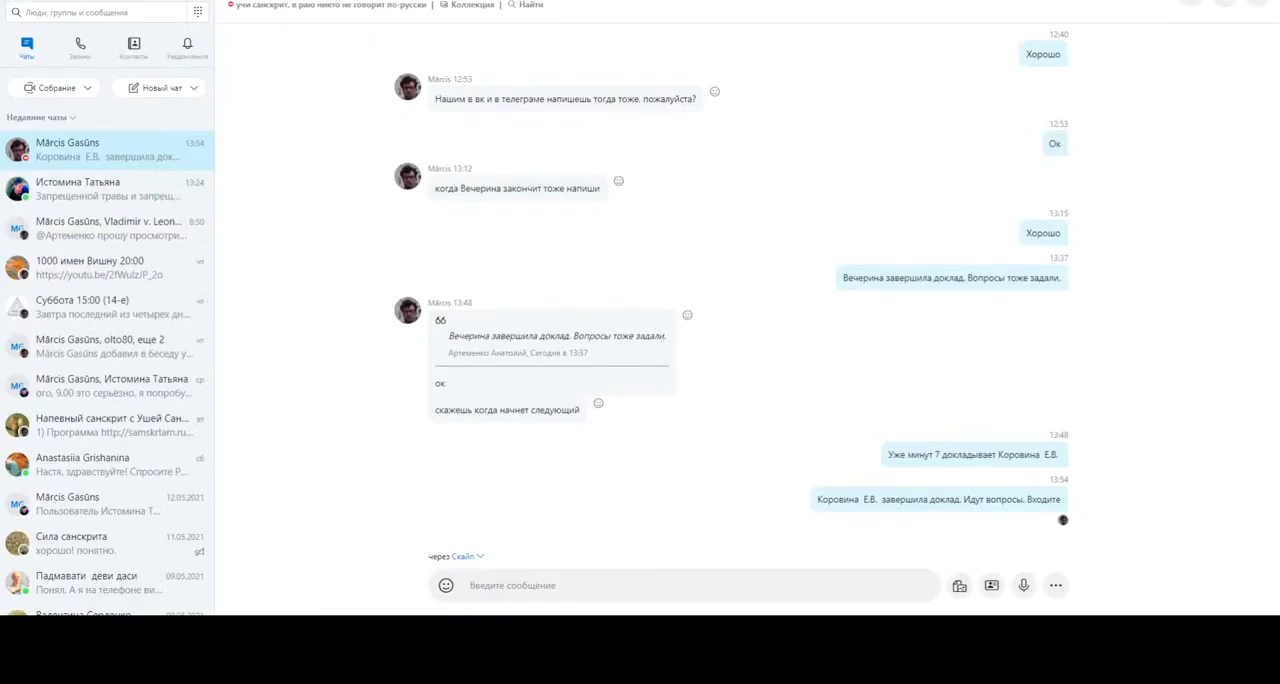 учи санскрит, в раю никто не говорит по-русски | Коллекция | Найти
Люди, группы и сообщения
Чаты
Звонки
Контакты
Уведомления
Собрание
Новый чат
Недавние чаты
Mārcis Gasūns 13:54
Коровина Е.В. завершила док...
Истомина Татьяна 13:24
Запрещенной травы и запрещ...
Mārcis Gasūns, Vladimir v. Leon... 8:50
@Артеменко прошу просмотри...
1000 имен Вишну 20:00 чт
https://youtu.be/2fWulzJP_2o
Суббота 15:00 (14-е) чт
Завтра последний из четырех дн...
Mārcis Gasūns, olto80, еще 2 чт
Mārcis Gasūns добавил в беседу у...
Mārcis Gasūns, Истомина Татьяна ср
ого, 9.00 это серьёзно. я попробу...
Напевный санскрит с Ушей Сан... вт
1) Программа http://samskrtam.ru...
Anastasiia Grishanina сб
Настя, здравствуйте! Спросите Р...
Mārcis Gasūns 12.05.2021
Пользователь Истомина Т...
Сила санскрита 11.05.2021
хорошо! понятно.
Падмавати деви даси 09.05.2021
Понял. А я на телефоне ви...
12:40
Хорошо
Mārcis 12:53
Нашим в вк и в телеграме напишешь тогда тоже, пожалуйста?
12:53
Ок
Mārcis 13:12
когда Вечерина закончит тоже напиши
13:15
Хорошо
13:37
Вечерина завершила доклад. Вопросы тоже задали.
Mārcis 13:48
Вечерина завершила доклад. Вопросы тоже задали.
Артеменко Анатолий, Сегодня в 13:37
ок
скажешь когда начнет следующий
13:48
Уже минут 7 докладывает Коровина Е.В.
13:54
Коровина Е.В. завершила доклад. Идут вопросы. Входите
через Скайп
Введите сообщение